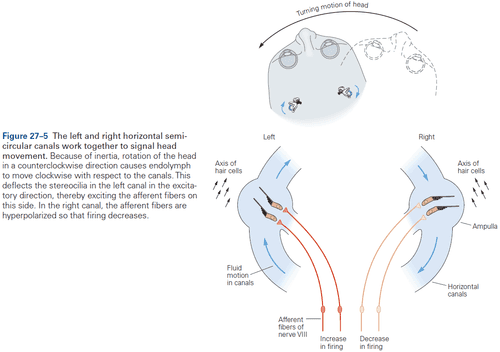 Turning motion of head
Figure 27–5 The left and right horizontal semi-
circular canals work together to signal head
movement. Because of inertia, rotation of the head
in a counterclockwise direction causes endolymph
to move clockwise with respect to the canals. This
deflects the stereocilia in the left canal in the excita-
tory direction, thereby exciting the afferent fibers on
this side. In the right canal, the afferent fibers are
hyperpolarized so that firing decreases.
Left
Right
Axis of
hair cells
Axis of
hair cells
Ampulla
Fluid
motion
in canals
Horizontal
canals
Afferent
fibers of
nerve VIII
Increase
in firing
Decrease
in firing